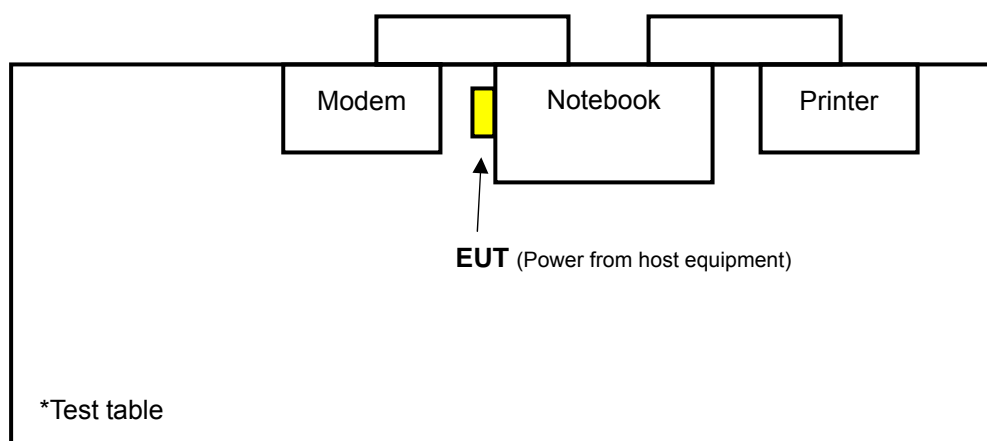 Modem
Notebook
Printer
EUT (Power from host equipment)
*Test table